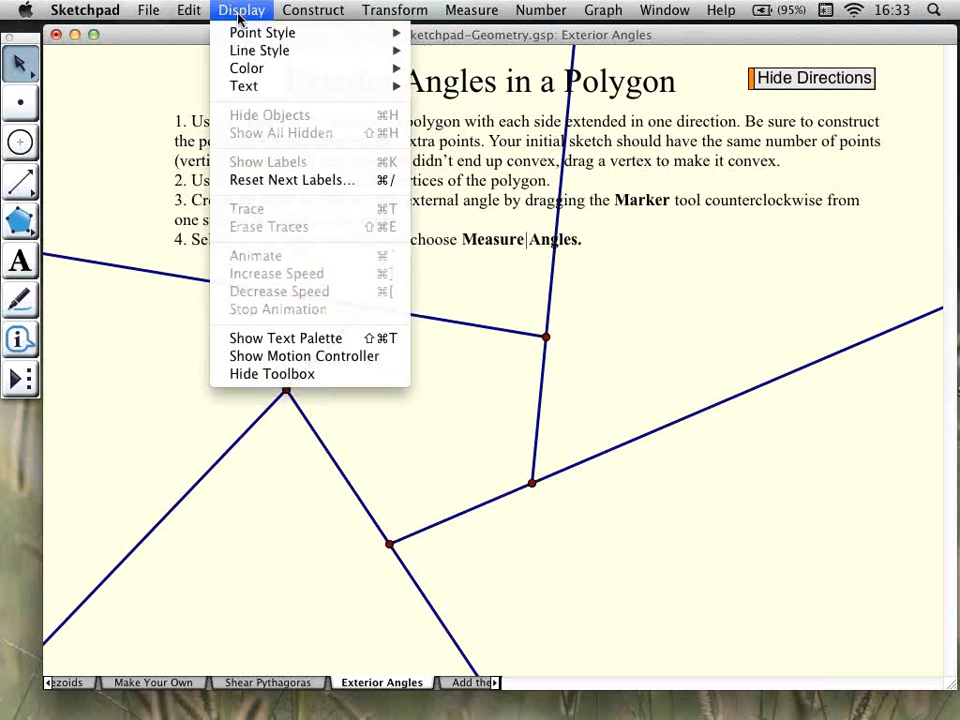 Sketchpad File Edit Display Construct Transform Measure Number Graph Window Help (95%) 16:33
ketchpad-Geometry.gsp: Exterior Angles
Point Style
Line Style
Color
Text
Hide Objects ⌘H
Show All Hidden ⇧⌘H
Show Labels ⌘K
Reset Next Labels... ⌘/
Trace ⌘T
Erase Traces ⇧⌘E
Animate ⌘`
Increase Speed ⌘]
Decrease Speed ⌘[
Stop Animation
Show Text Palette ⇧⌘T
Show Motion Controller
Hide Toolbox
Angles in a Polygon
Hide Directions
1. Us polygon with each side extended in one direction. Be sure to construct
the po xtra points. Your initial sketch should have the same number of points
(verti didn't end up convex, drag a vertex to make it convex.
2. Us tices of the polygon.
3. Cr external angle by dragging the Marker tool counterclockwise from
one s
4. Sel choose Measure|Angles.
A
ezoids Make Your Own Shear Pythagoras Exterior Angles Add the